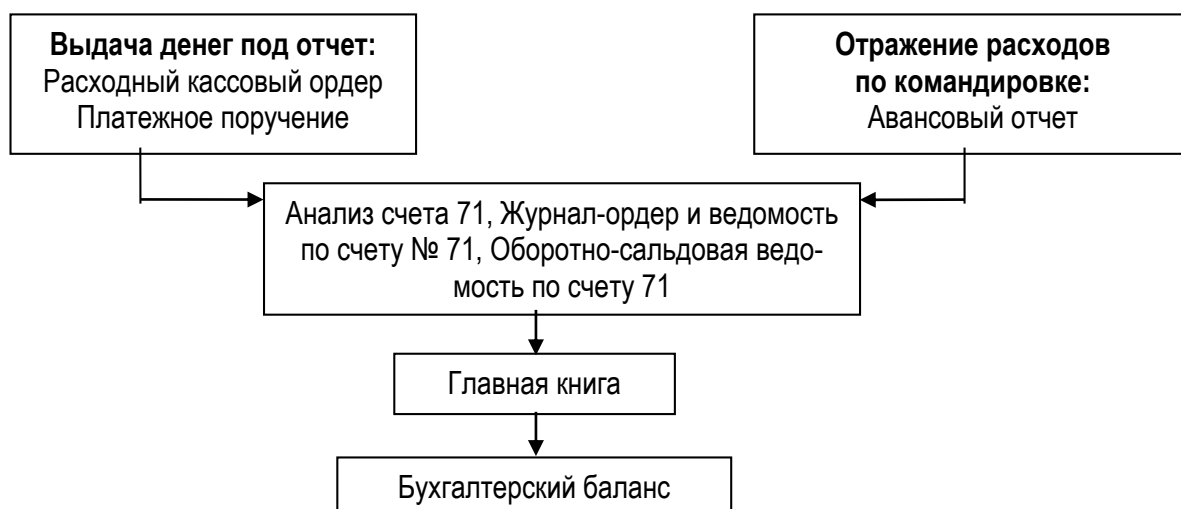 Выдача денег под отчет:
Расходный кассовый ордер
Платежное поручение
Отражение расходов
по командировке:
Авансовый отчет
Анализ счета 71, Журнал-ордер и ведомость
по счету № 71, Оборотно-сальдовая ведо-
мость по счету 71
Главная книга
Бухгалтерский баланс